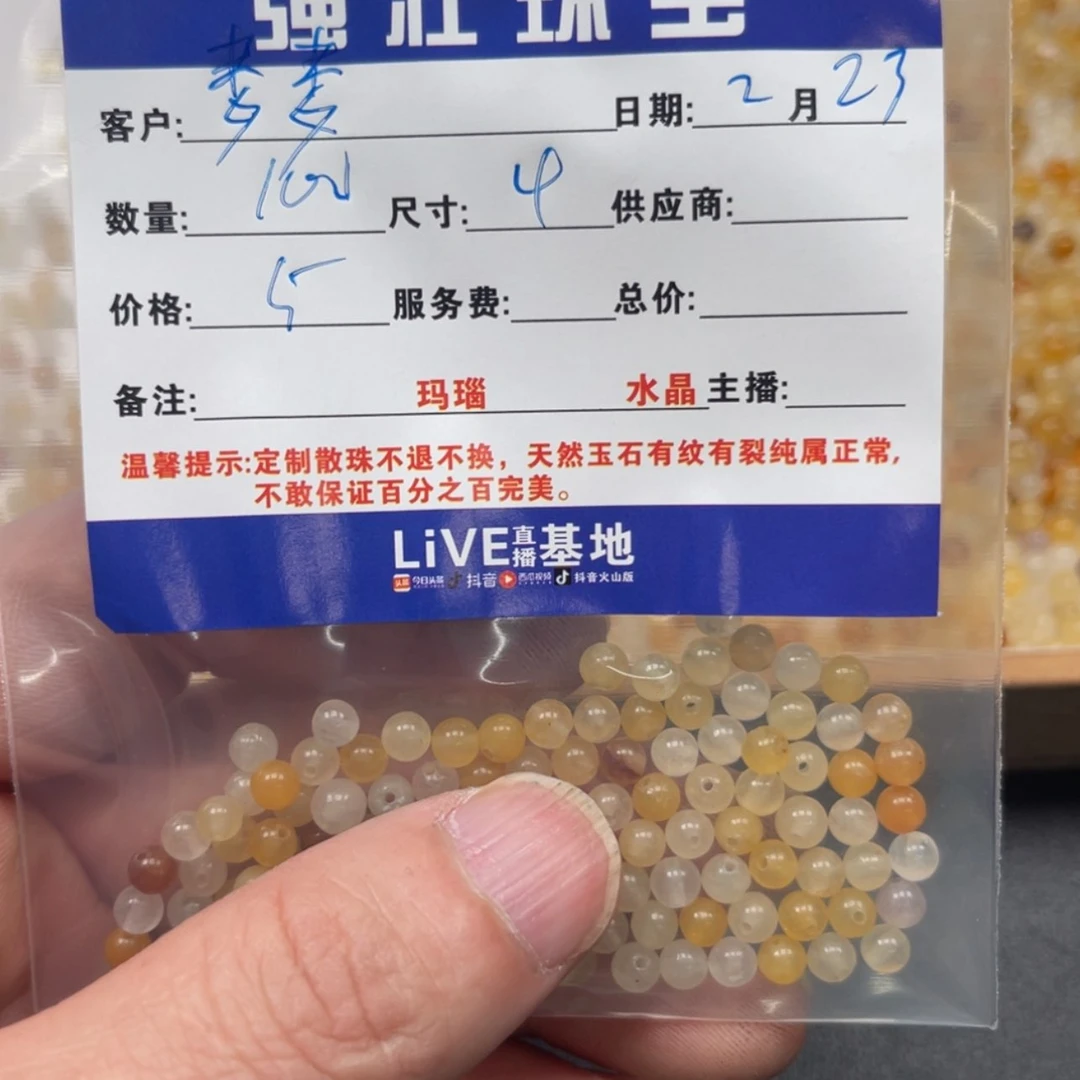 强壮珠宝
客户: 日期: 2 月 23
数量: 100 尺寸: 4 供应商:
价格: 5 服务费: 总价:
备注: 玛瑙 水晶 主播:
温馨提示:定制散珠不退不换，天然玉石有纹有裂纯属正常,
不敢保证百分之百完美。
LiVE直播基地
头条 今日头条 抖音 西瓜视频 抖音火山版